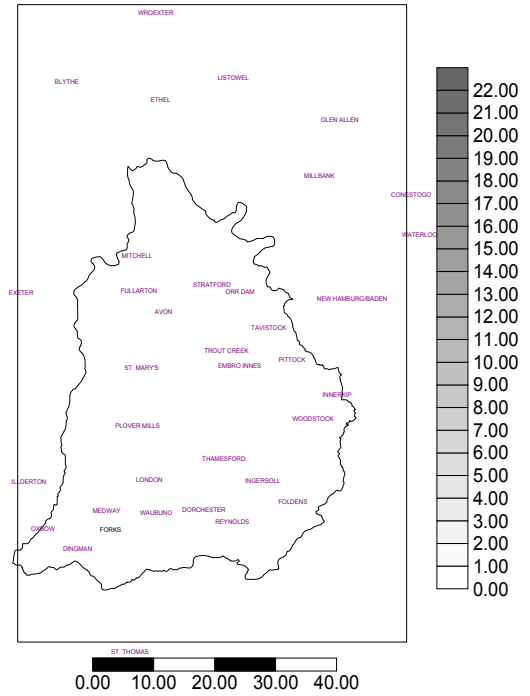 WROEXTER
BLYTHE
LISTOWEL
ETHEL
GLEN ALLEN
MILLBANK
CONESTOGO
WATERLOO
MITCHELL
STRATFORD
EXETER
FULLARTON
ORR DAM
NEW HAMBURG/BADEN
AVON
TAVISTOCK
TROUT CREEK
PITTOCK
ST. MARY'S
EMBRO INNES
INNERKIP
WOODSTOCK
PLOVER MILLS
THAMESFORD
ILLDERTON
LONDON
INGERSOLL
FOLDENS
MEDWAY
WAUBUNO
DORCHESTER
REYNOLDS
OXBOW
FORKS
DINGMAN
ST. THOMAS
22.00
21.00
20.00
19.00
18.00
17.00
16.00
15.00
14.00
13.00
12.00
11.00
10.00
9.00
8.00
7.00
6.00
5.00
4.00
3.00
2.00
1.00
0.00
0.00 10.00 20.00 30.00 40.00